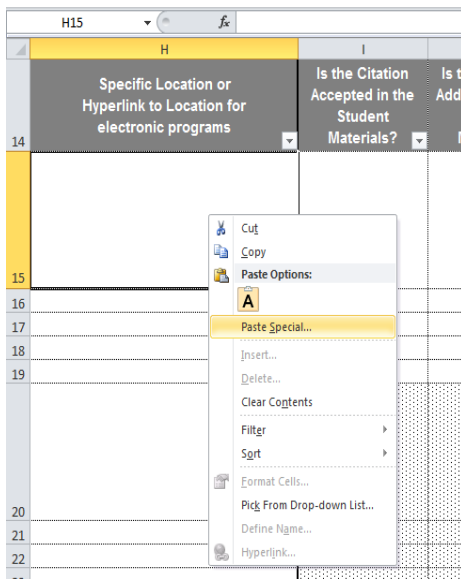 H15
fx
H
I
Specific Location or
Hyperlink to Location for
electronic programs
Is the Citation
Accepted in the
Student
Materials?
Is t
Add
14
15
16
17
18
19
20
21
22
Cut
Copy
Paste Options:
A
Paste Special...
Insert...
Delete...
Clear Contents
Filter
Sort
Format Cells...
Pick From Drop-down List...
Define Name...
Hyperlink...